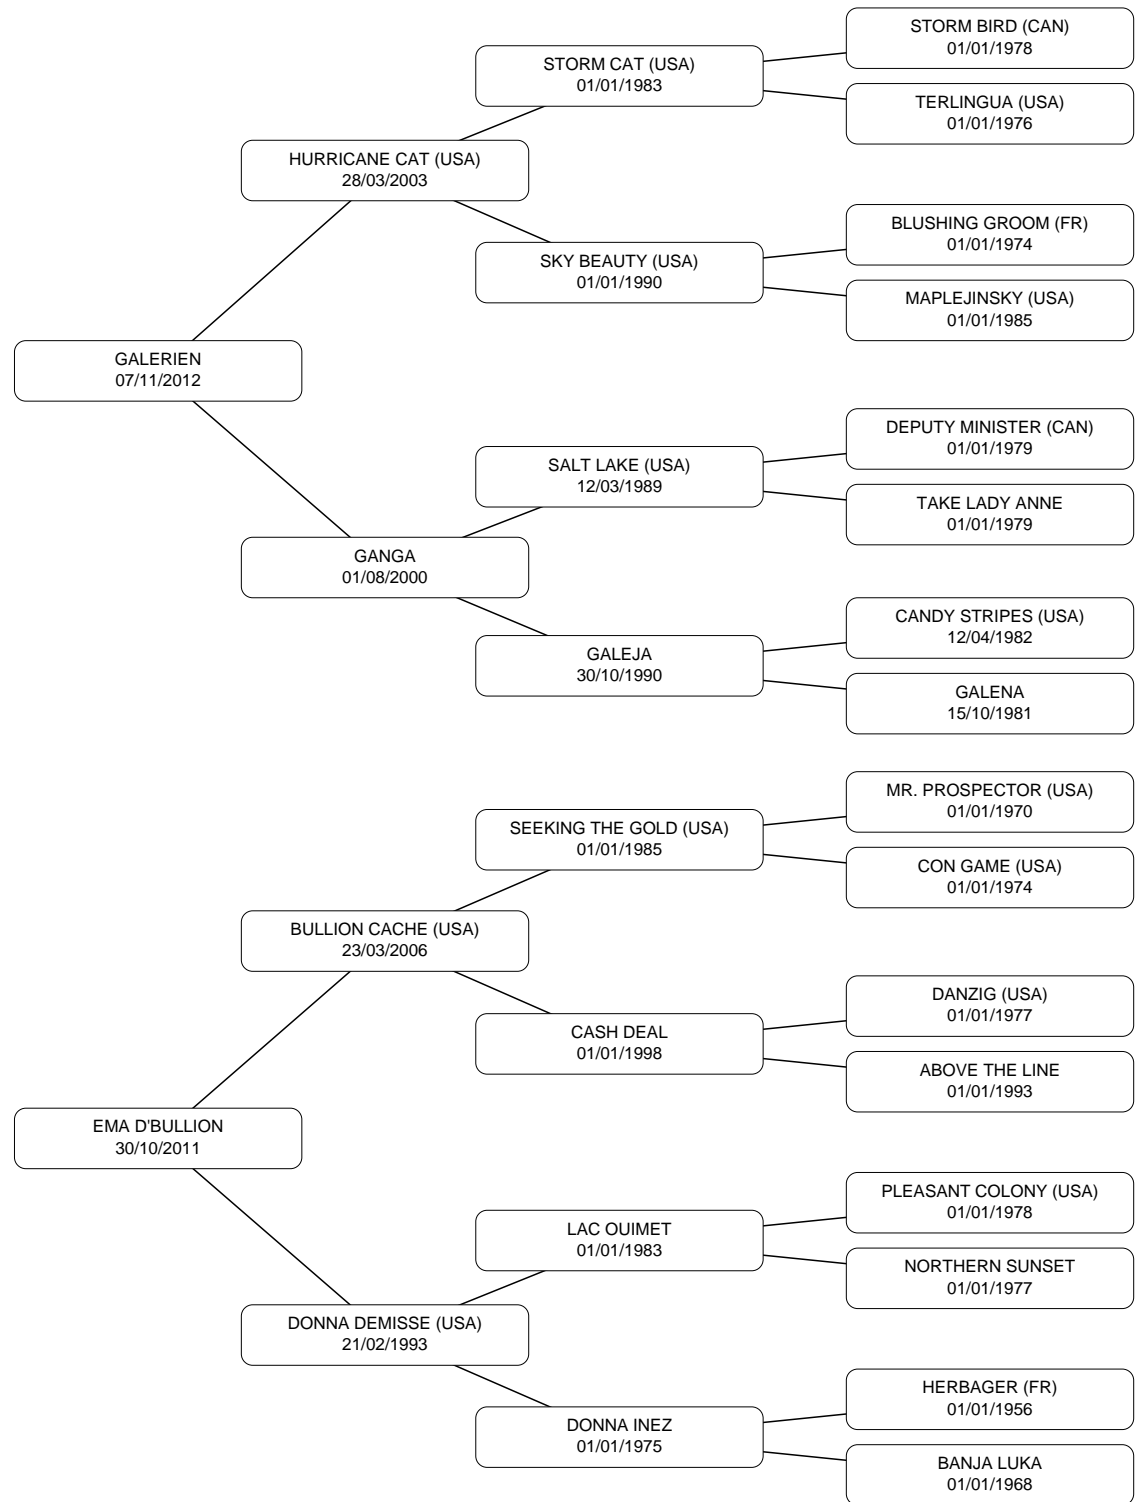 STORM BIRD (CAN)
01/01/1978
STORM CAT (USA)
01/01/1983
TERLINGUA (USA)
01/01/1976
HURRICANE CAT (USA)
28/03/2003
BLUSHING GROOM (FR)
01/01/1974
SKY BEAUTY (USA)
01/01/1990
MAPLEJINSKY (USA)
01/01/1985
GALERIEN
07/11/2012
DEPUTY MINISTER (CAN)
01/01/1979
SALT LAKE (USA)
12/03/1989
TAKE LADY ANNE
01/01/1979
GANGA
01/08/2000
CANDY STRIPES (USA)
12/04/1982
GALEJA
30/10/1990
GALENA
15/10/1981
MR. PROSPECTOR (USA)
01/01/1970
SEEKING THE GOLD (USA)
01/01/1985
CON GAME (USA)
01/01/1974
BULLION CACHE (USA)
23/03/2006
DANZIG (USA)
01/01/1977
CASH DEAL
01/01/1998
ABOVE THE LINE
01/01/1993
EMA D'BULLION
30/10/2011
PLEASANT COLONY (USA)
01/01/1978
LAC OUIMET
01/01/1983
NORTHERN SUNSET
01/01/1977
DONNA DEMISSE (USA)
21/02/1993
HERBAGER (FR)
01/01/1956
DONNA INEZ
01/01/1975
BANJA LUKA
01/01/1968